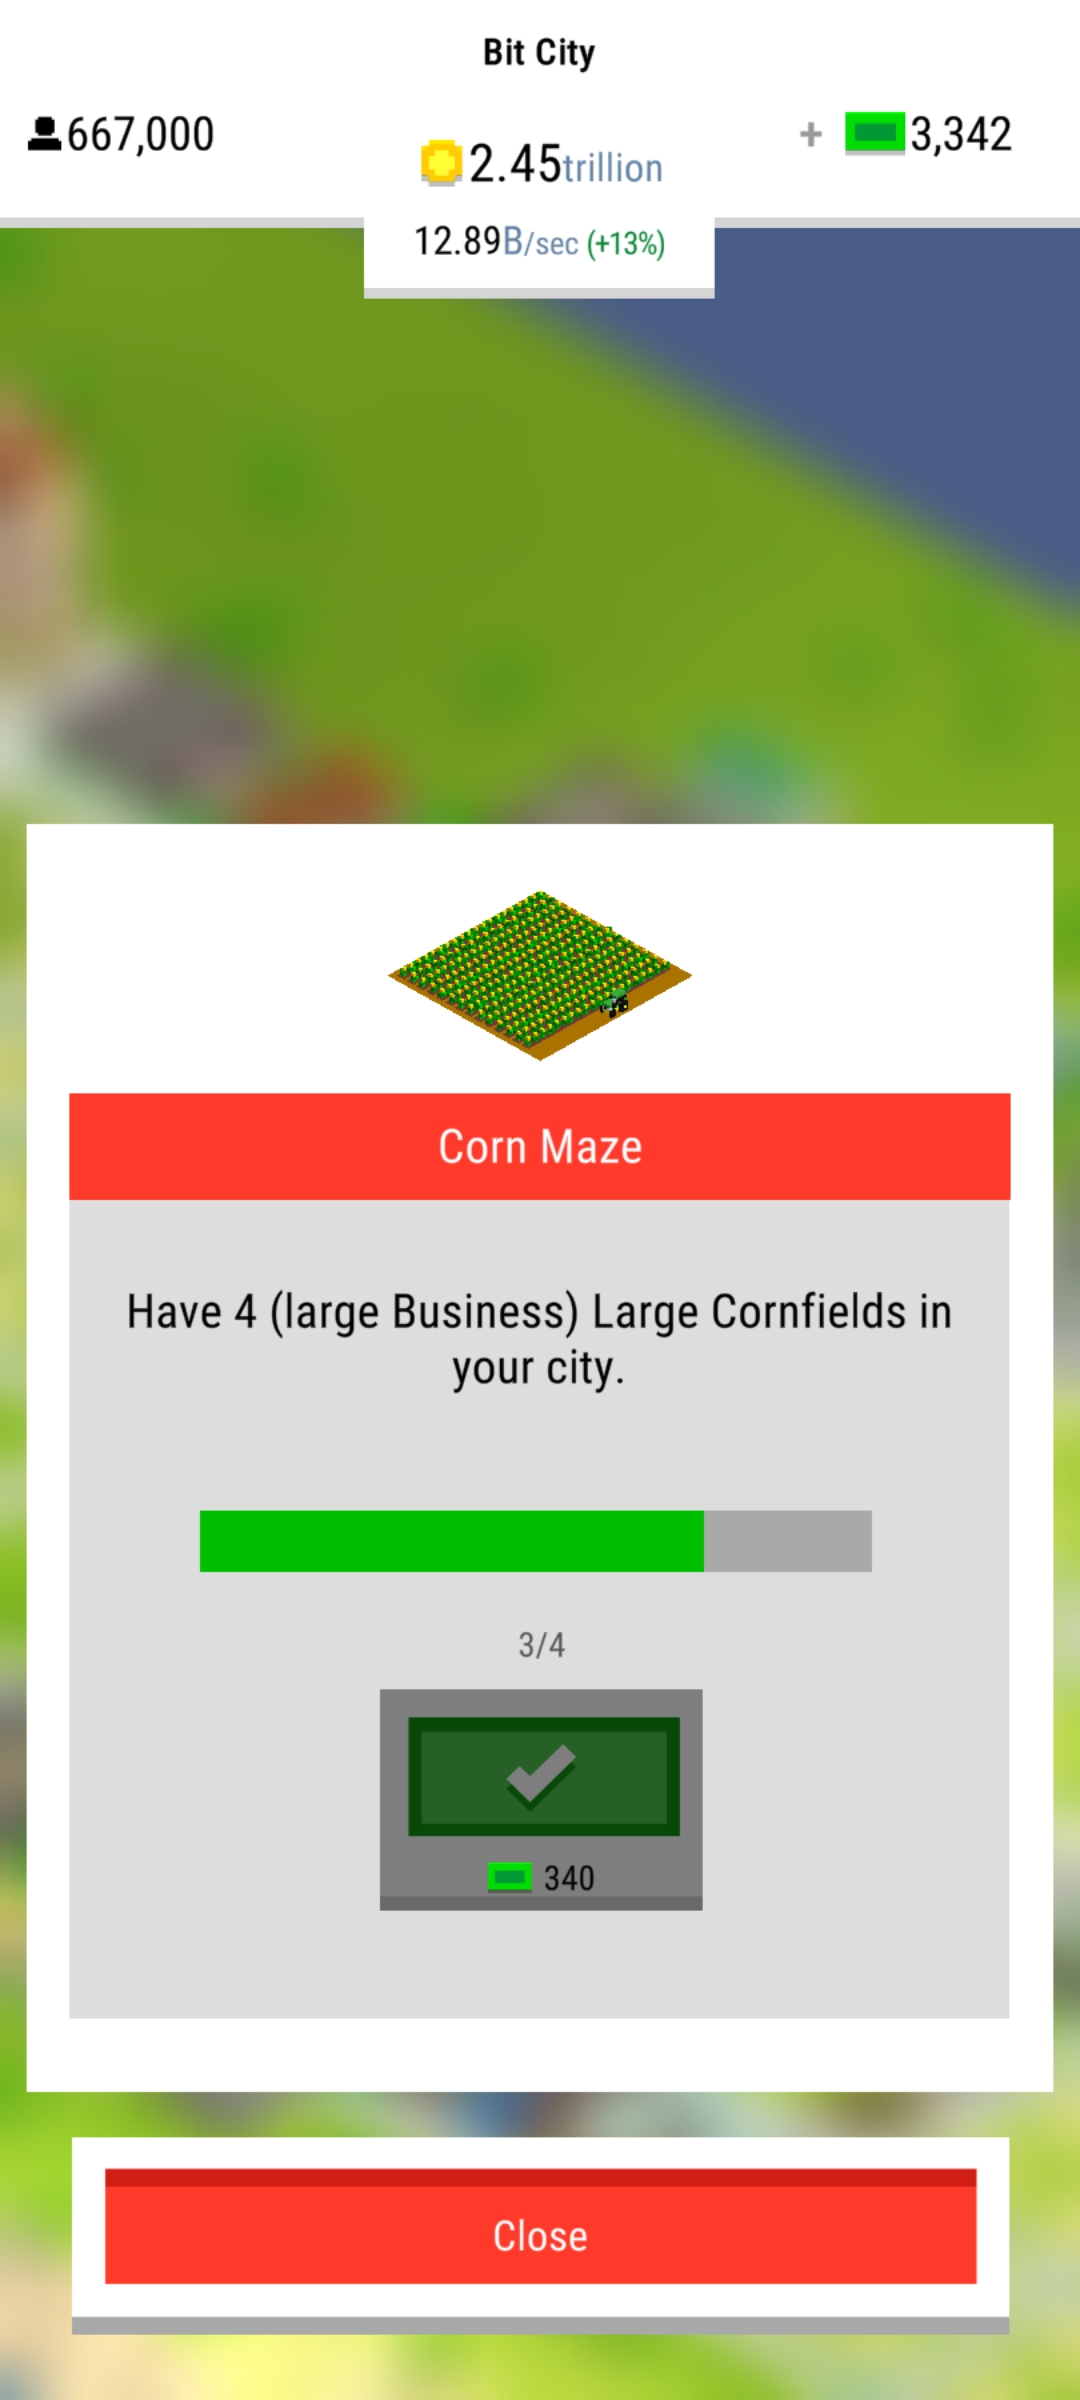 Bit City
667,000
2.45trillion
+ 3,342
12.89B/sec (+13%)
Corn Maze
Have 4 (large Business) Large Cornfields in
your city.
3/4
340
Close